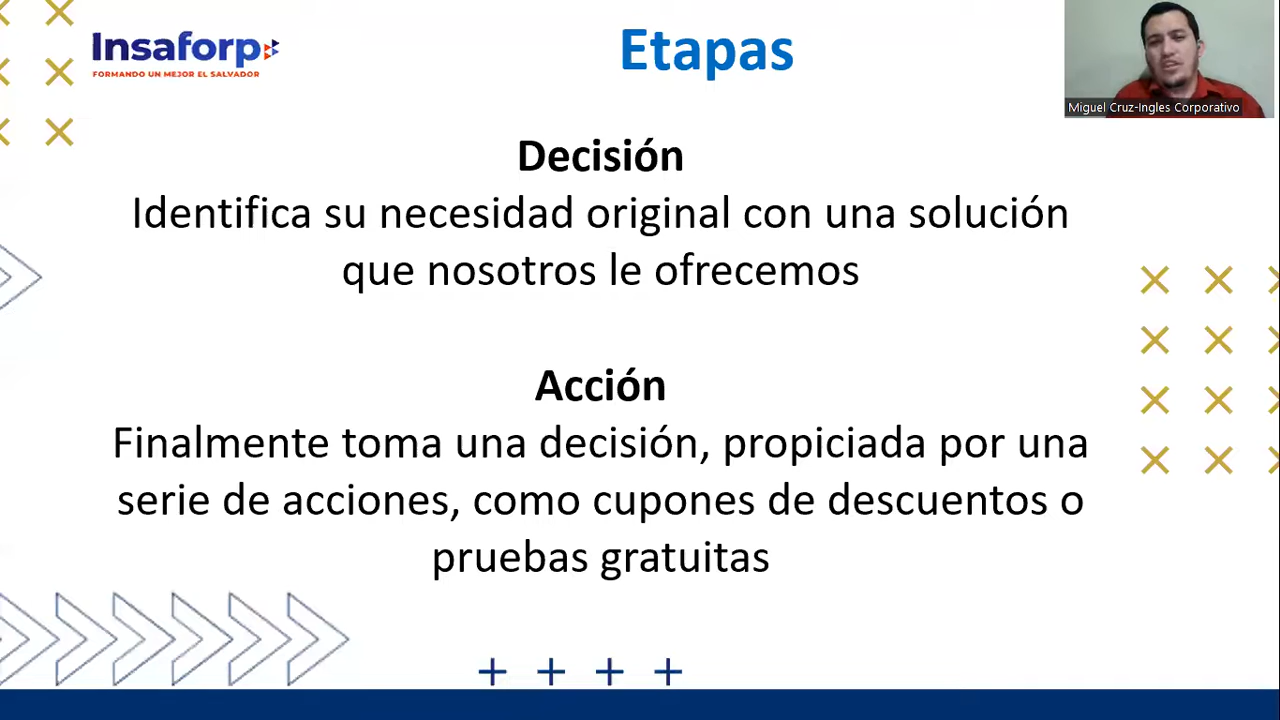 Insaforp
FORMANDO UN MEJOR EL SALVADOR
Etapas
Miguel Cruz-Ingles Corporativo
Decisión
Identifica su necesidad original con una solución
que nosotros le ofrecemos
Acción
Finalmente toma una decisión, propiciada por una
serie de acciones, como cupones de descuentos o
pruebas gratuitas